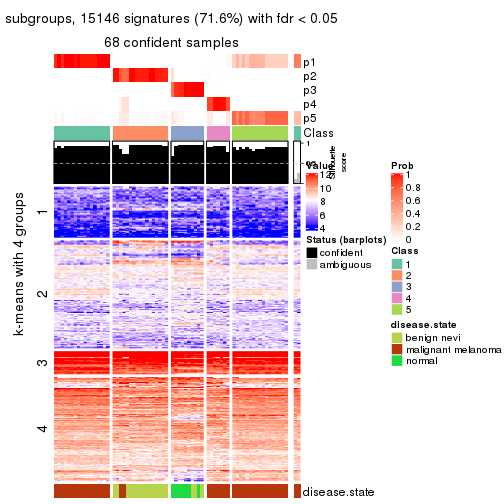 subgroups, 15146 signatures (71.6%) with fdr < 0.05
68 confident samples
p1
p2
p3
p4
p5
Class
1
0
Silhouette
score
k-means with 4 groups
1
2
3
4
disease.state
Value
12
10
8
6
4
Status (barplots)
confident
ambiguous
Prob
1
0.8
0.6
0.4
0.2
0
Class
1
2
3
4
5
disease.state
benign nevi
malignant melanoma
normal